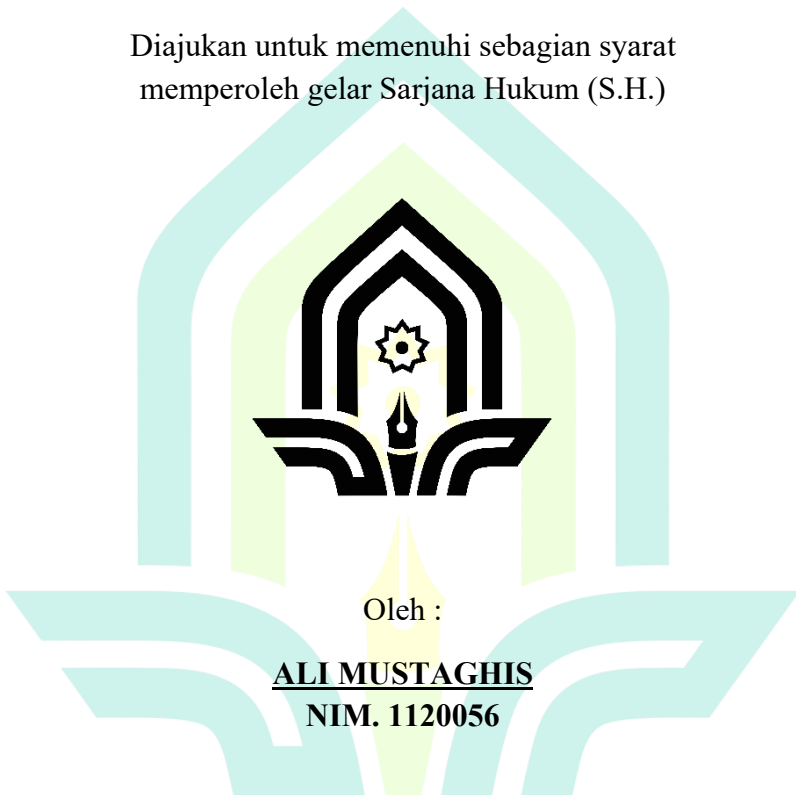 Diajukan untuk memenuhi sebagian syarat
memperoleh gelar Sarjana Hukum (S.H.)
Oleh :
ALI MUSTAGHIS
NIM. 1120056